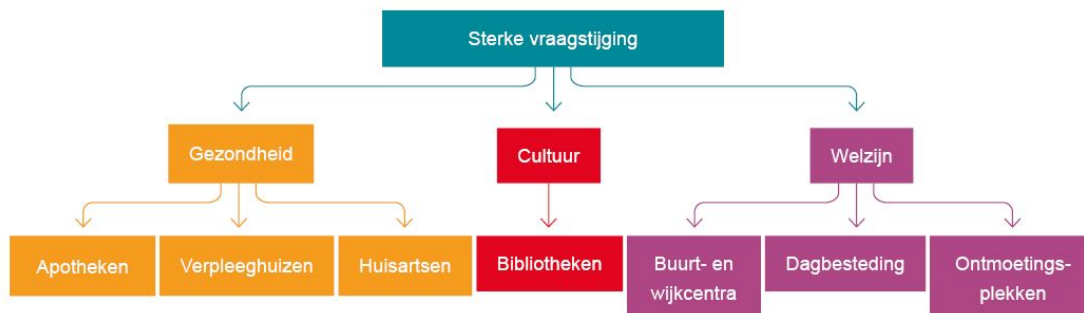 Sterke vraagstijging
Gezondheid
Cultuur
Welzijn
Apotheken
Verpleeghuizen
Huisartsen
Bibliotheken
Buurt- en
wijkcentra
Dagbesteding
Ontmoetings-
plekken